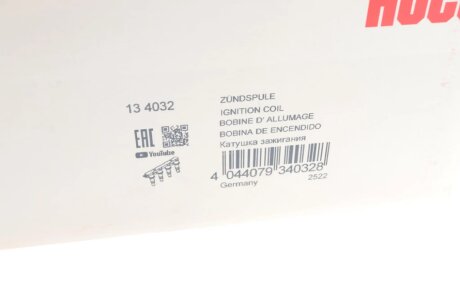 13 4032
EAC
YouTube
ZÜNDSPULE
IGNITION COIL
BOBINE D' ALLUMAGE
BOBINA DE ENCENDIDO
Катушка зажигания
4 044079 340328
Germany
2522